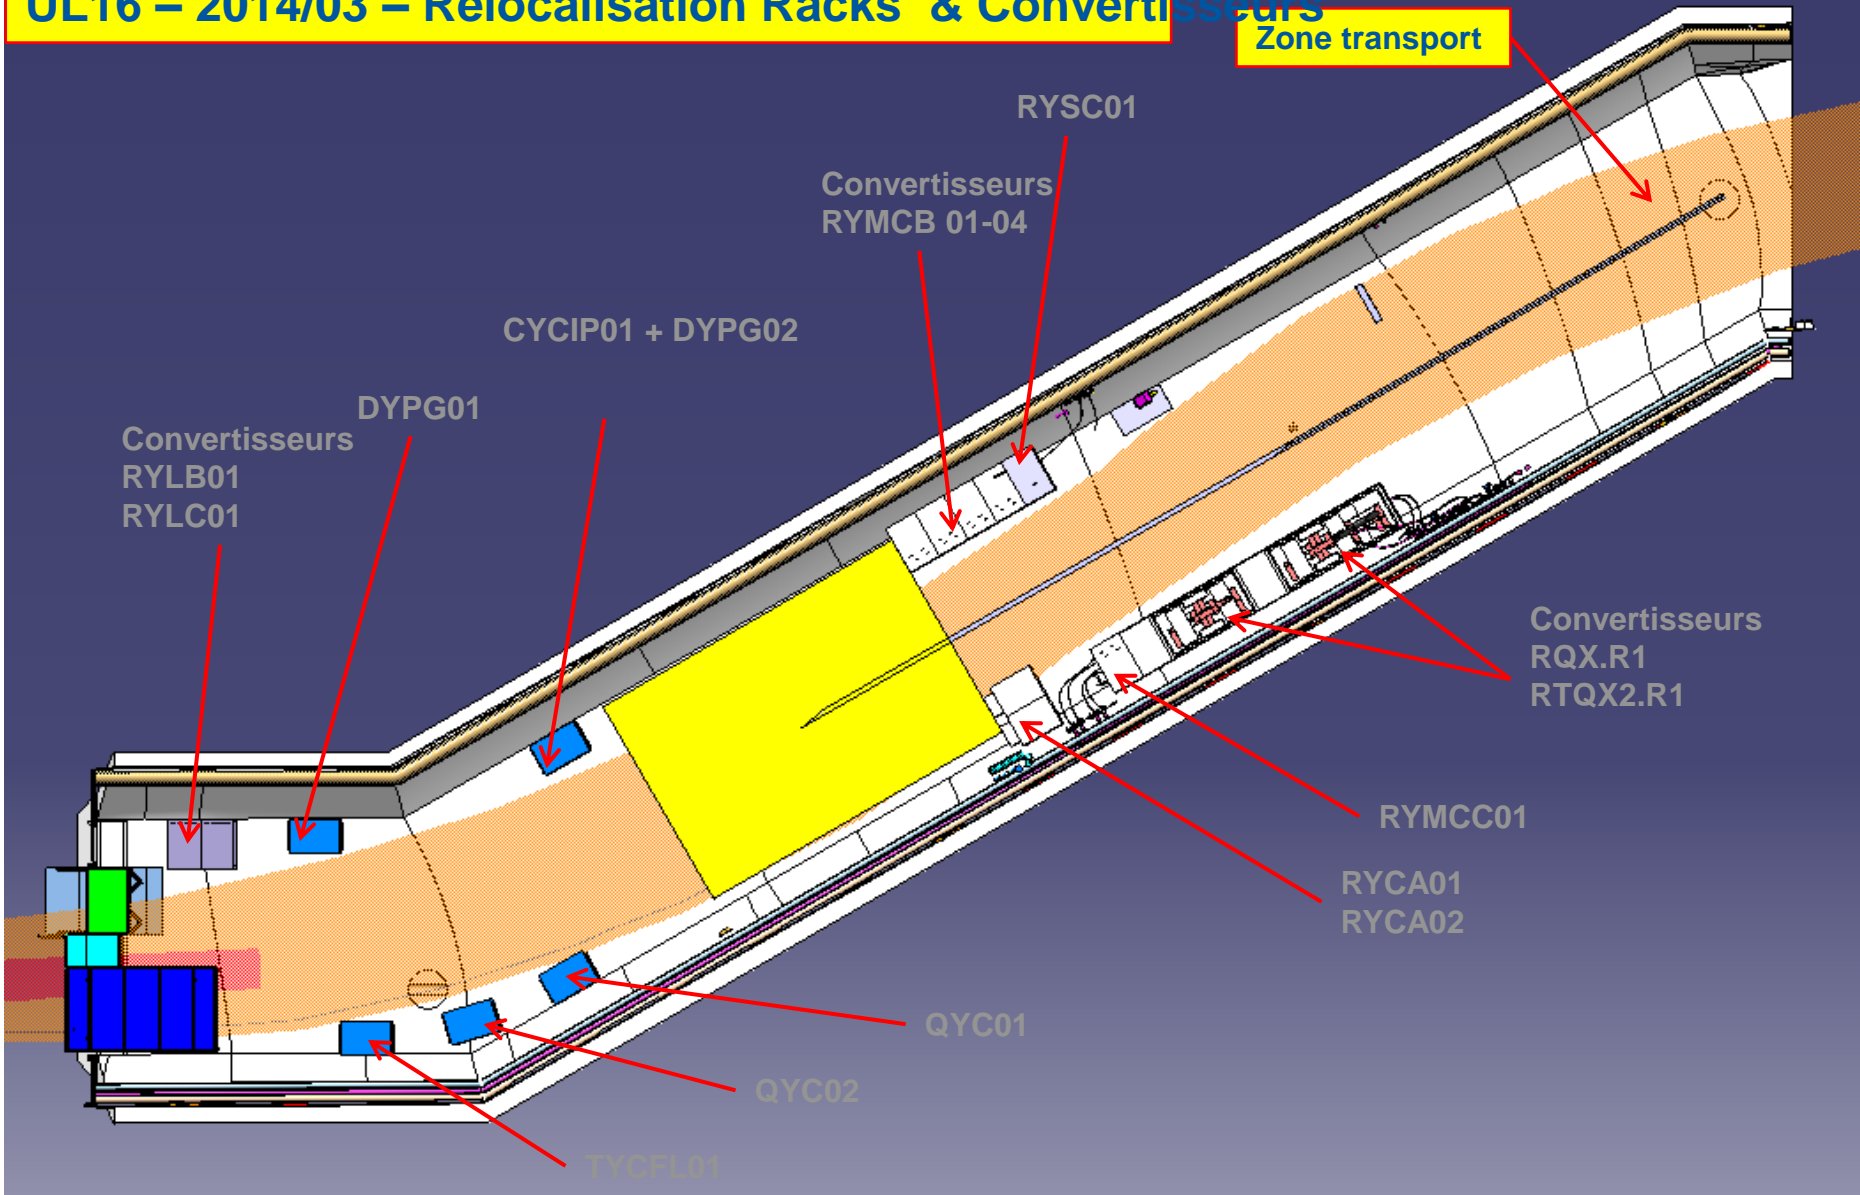 UL16 – 2014/03 – Relocalisation Racks & Convertisseurs
Zone transport
RYSC01
Convertisseurs
RYMCB 01-04
CYCIP01 + DYPG02
DYPG01
Convertisseurs
RYLB01
RYLC01
Convertisseurs
RQX.R1
RTQX2.R1
RYMCC01
RYCA01
RYCA02
QYC01
QYC02
TYCFL01